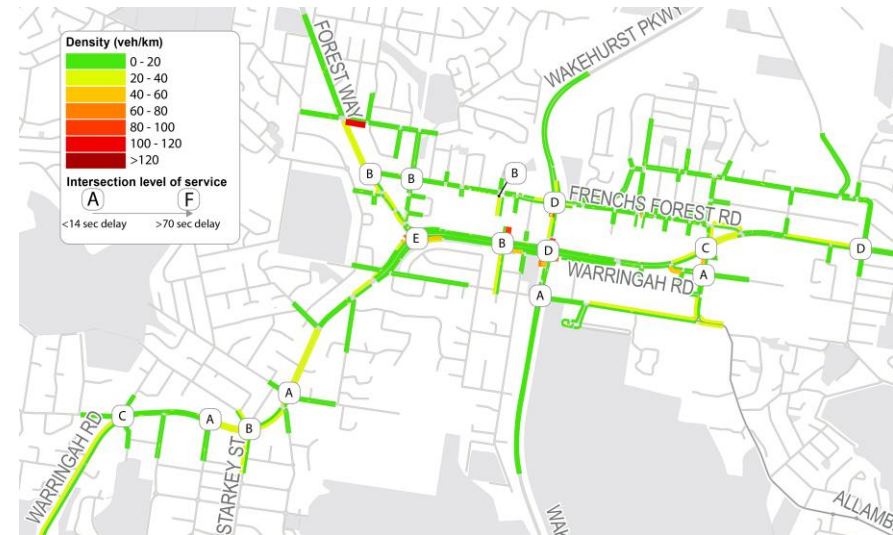 Density (veh/km)
0 - 20
20 - 40
40 - 60
60 - 80
80 - 100
100 - 120
>120
Intersection level of service
A
F
<14 sec delay
>70 sec delay
FOREST WAY
WAKEHURST PKWY
B
B
B
D
FRENCHS FOREST RD
E
B
D
C
D
WARRINGAH RD
A
A
A
C
A
B
WARRINGAH RD
STARKEY ST
WAK
ALLAMB